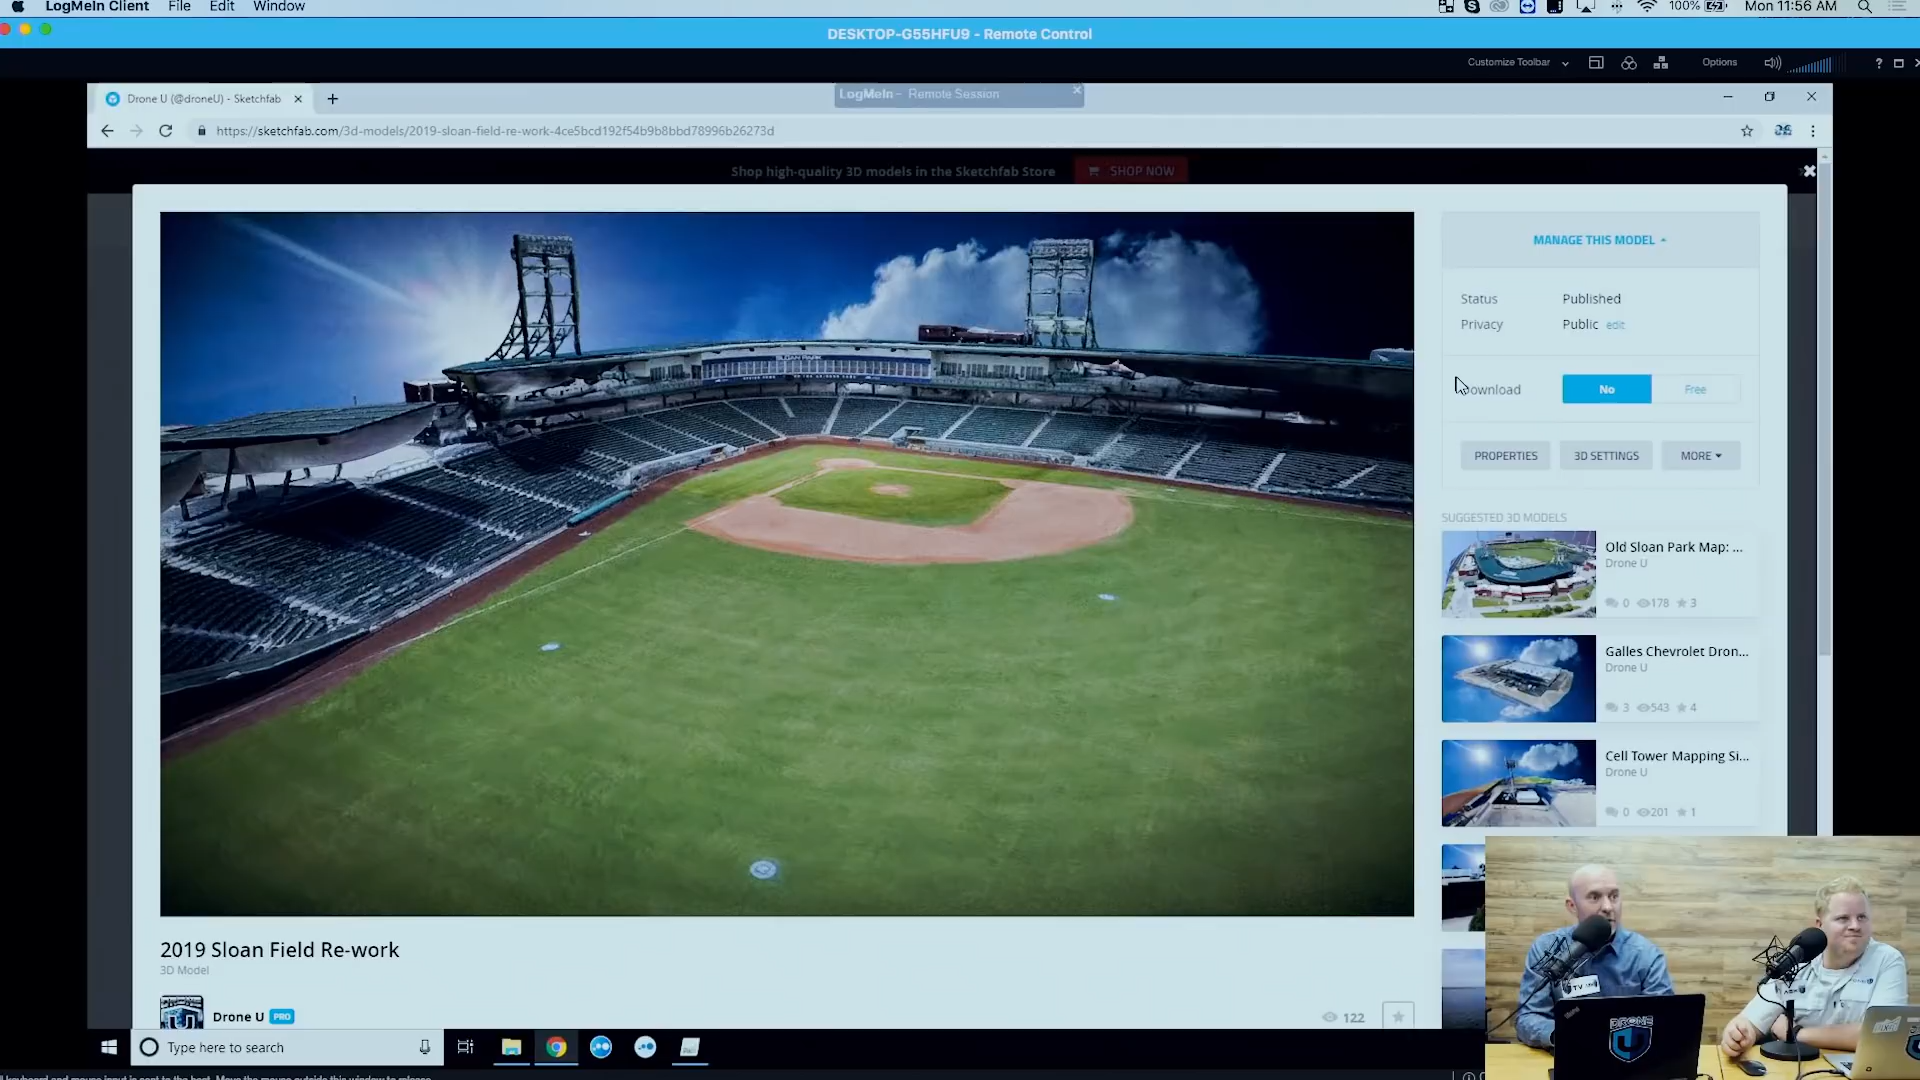 LogMeIn Client File Edit Window
100% Mon 11:56 AM
DESKTOP-G55HFU9 - Remote Control
Customize Toolbar Options ?
Drone U (@droneU) - Sketchfab
LogMeIn - Remote Session
https://sketchfab.com/3d-models/2019-sloan-field-re-work-4ce5bcd192f54b9b8bbd78996b26273d
Shop high-quality 3D models in the Sketchfab Store SHOP NOW
SLOAN PARK
MANAGE THIS MODEL
Status Published
Privacy Public edit
ownload No Free
PROPERTIES 3D SETTINGS MORE
SUGGESTED 3D MODELS
Old Sloan Park Map: ...
Drone U
0 178 3
Galles Chevrolet Dron...
Drone U
3 543 4
Cell Tower Mapping Si...
Drone U
0 201 1
2019 Sloan Field Re-work
3D Model
Drone U PRO
122
Type here to search
TV
DRONE
U